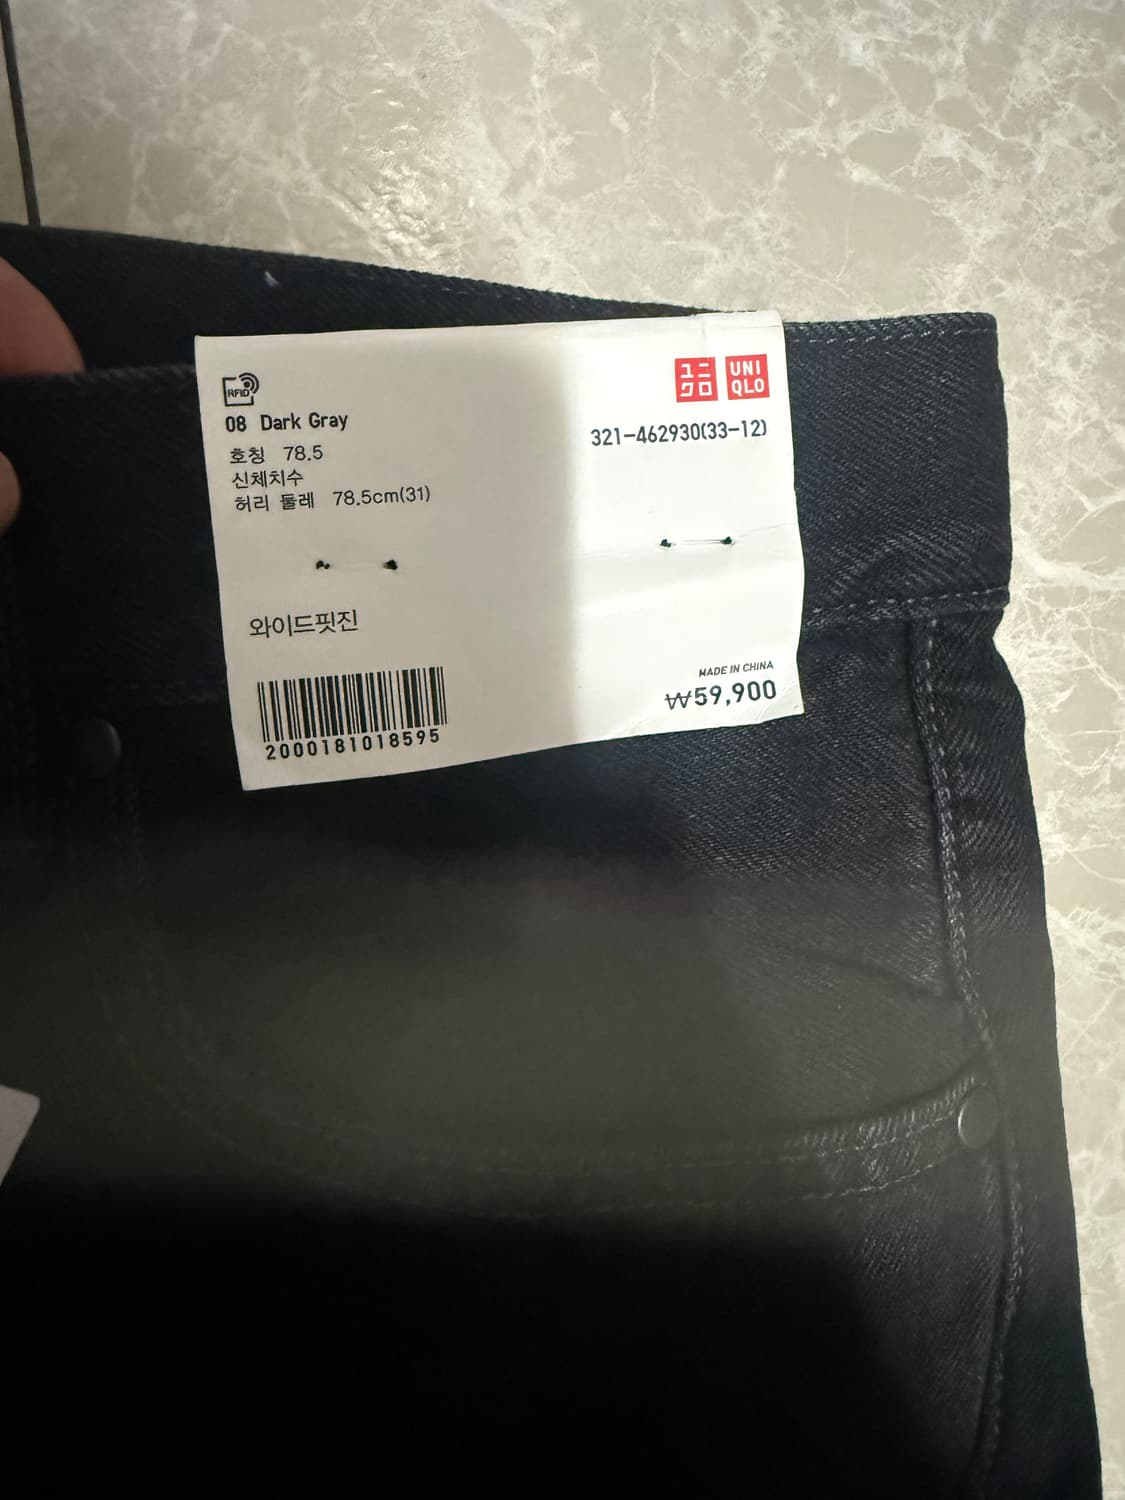 RFID
ユニ
クロ
UNI
QLO
08 Dark Gray
321-462930(33-12)
호칭 78.5
신체치수
허리 둘레 78.5cm(31)
와이드핏진
MADE IN CHINA
₩59,900
2000181018595